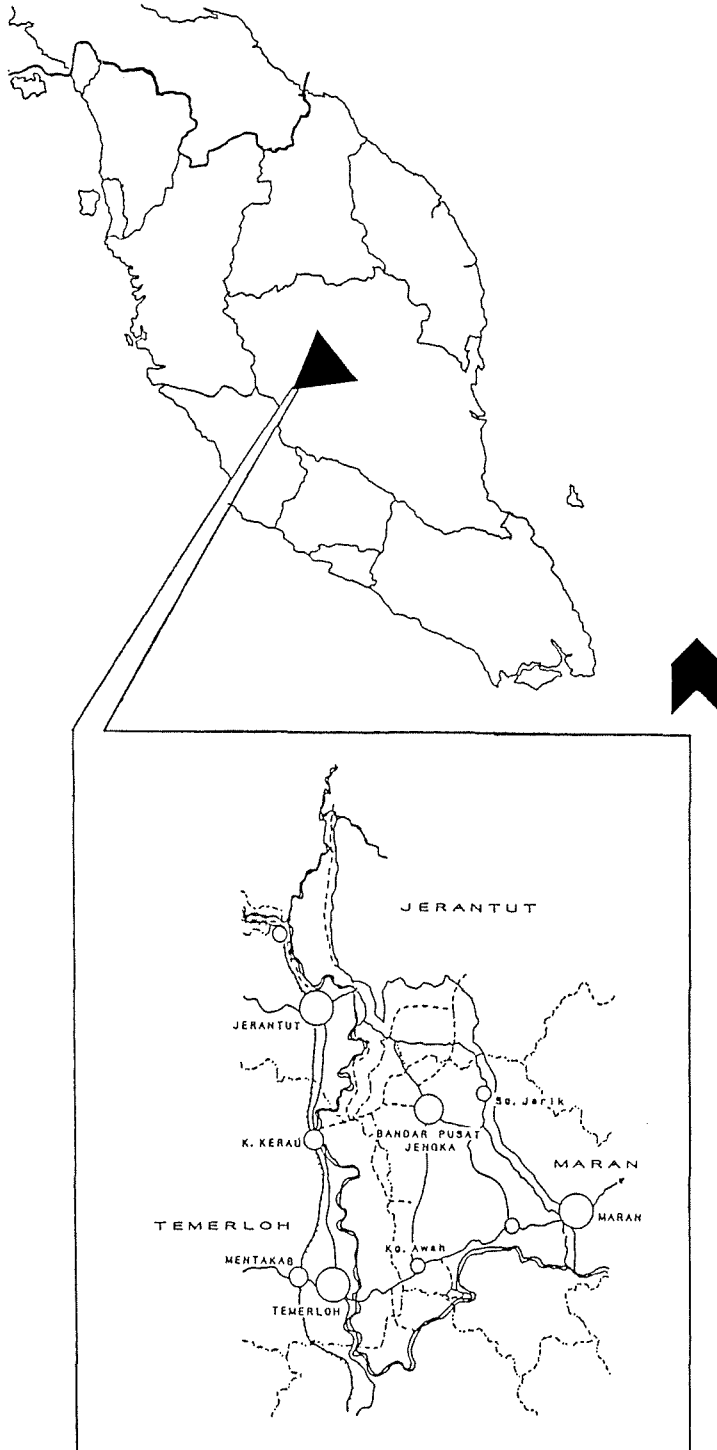 JERANTUT
JERANTUT
Sg. Jerik
BANDAR PUSAT
JENGKA
K. KERAU
MARAN
MARAN
TEMERLOH
Kg. Awah
MENTAKAB
TEMERLOH